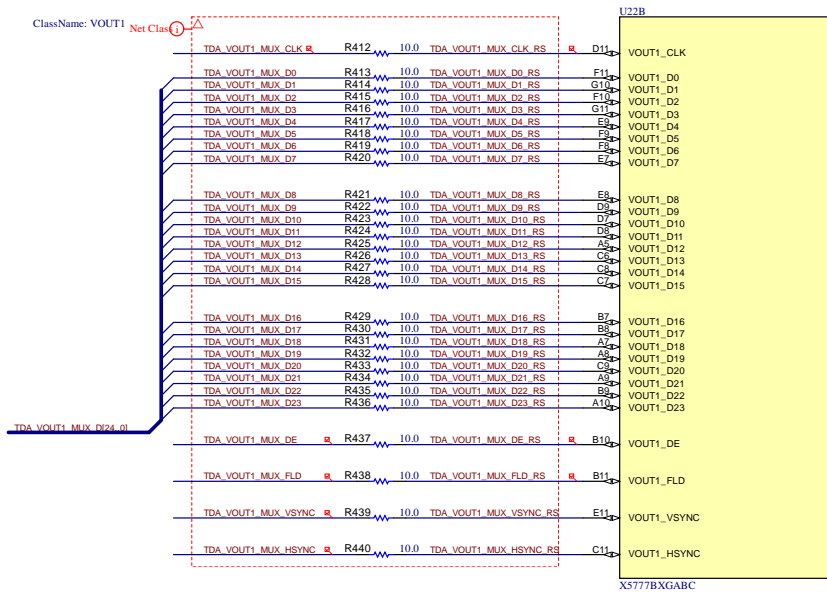 U22B
ClassName: VOUT1 Net Class i
TDA_VOUT1_MUX_CLK R412 10.0 TDA_VOUT1_MUX_CLK_RS D11 VOUT1_CLK
TDA_VOUT1_MUX_D0 R413 10.0 TDA_VOUT1_MUX_D0_RS F11 VOUT1_D0
TDA_VOUT1_MUX_D1 R414 10.0 TDA_VOUT1_MUX_D1_RS G10 VOUT1_D1
TDA_VOUT1_MUX_D2 R415 10.0 TDA_VOUT1_MUX_D2_RS F10 VOUT1_D2
TDA_VOUT1_MUX_D3 R416 10.0 TDA_VOUT1_MUX_D3_RS G11 VOUT1_D3
TDA_VOUT1_MUX_D4 R417 10.0 TDA_VOUT1_MUX_D4_RS E9 VOUT1_D4
TDA_VOUT1_MUX_D5 R418 10.0 TDA_VOUT1_MUX_D5_RS F9 VOUT1_D5
TDA_VOUT1_MUX_D6 R419 10.0 TDA_VOUT1_MUX_D6_RS F8 VOUT1_D6
TDA_VOUT1_MUX_D7 R420 10.0 TDA_VOUT1_MUX_D7_RS E7 VOUT1_D7
TDA_VOUT1_MUX_D8 R421 10.0 TDA_VOUT1_MUX_D8_RS E8 VOUT1_D8
TDA_VOUT1_MUX_D9 R422 10.0 TDA_VOUT1_MUX_D9_RS D9 VOUT1_D9
TDA_VOUT1_MUX_D10 R423 10.0 TDA_VOUT1_MUX_D10_RS D7 VOUT1_D10
TDA_VOUT1_MUX_D11 R424 10.0 TDA_VOUT1_MUX_D11_RS D8 VOUT1_D11
TDA_VOUT1_MUX_D12 R425 10.0 TDA_VOUT1_MUX_D12_RS A5 VOUT1_D12
TDA_VOUT1_MUX_D13 R426 10.0 TDA_VOUT1_MUX_D13_RS C6 VOUT1_D13
TDA_VOUT1_MUX_D14 R427 10.0 TDA_VOUT1_MUX_D14_RS C8 VOUT1_D14
TDA_VOUT1_MUX_D15 R428 10.0 TDA_VOUT1_MUX_D15_RS C7 VOUT1_D15
TDA_VOUT1_MUX_D16 R429 10.0 TDA_VOUT1_MUX_D16_RS B7 VOUT1_D16
TDA_VOUT1_MUX_D17 R430 10.0 TDA_VOUT1_MUX_D17_RS B8 VOUT1_D17
TDA_VOUT1_MUX_D18 R431 10.0 TDA_VOUT1_MUX_D18_RS A7 VOUT1_D18
TDA_VOUT1_MUX_D19 R432 10.0 TDA_VOUT1_MUX_D19_RS A8 VOUT1_D19
TDA_VOUT1_MUX_D20 R433 10.0 TDA_VOUT1_MUX_D20_RS C9 VOUT1_D20
TDA_VOUT1_MUX_D21 R434 10.0 TDA_VOUT1_MUX_D21_RS A9 VOUT1_D21
TDA_VOUT1_MUX_D22 R435 10.0 TDA_VOUT1_MUX_D22_RS B9 VOUT1_D22
TDA_VOUT1_MUX_D23 R436 10.0 TDA_VOUT1_MUX_D23_RS A10 VOUT1_D23
TDA_VOUT1_MUX_D[24..0]
TDA_VOUT1_MUX_DE R437 10.0 TDA_VOUT1_MUX_DE_RS B10 VOUT1_DE
TDA_VOUT1_MUX_FLD R438 10.0 TDA_VOUT1_MUX_FLD_RS B11 VOUT1_FLD
TDA_VOUT1_MUX_VSYNC R439 10.0 TDA_VOUT1_MUX_VSYNC_RS E11 VOUT1_VSYNC
TDA_VOUT1_MUX_HSYNC R440 10.0 TDA_VOUT1_MUX_HSYNC_RS C11 VOUT1_HSYNC
X5777BXGABC